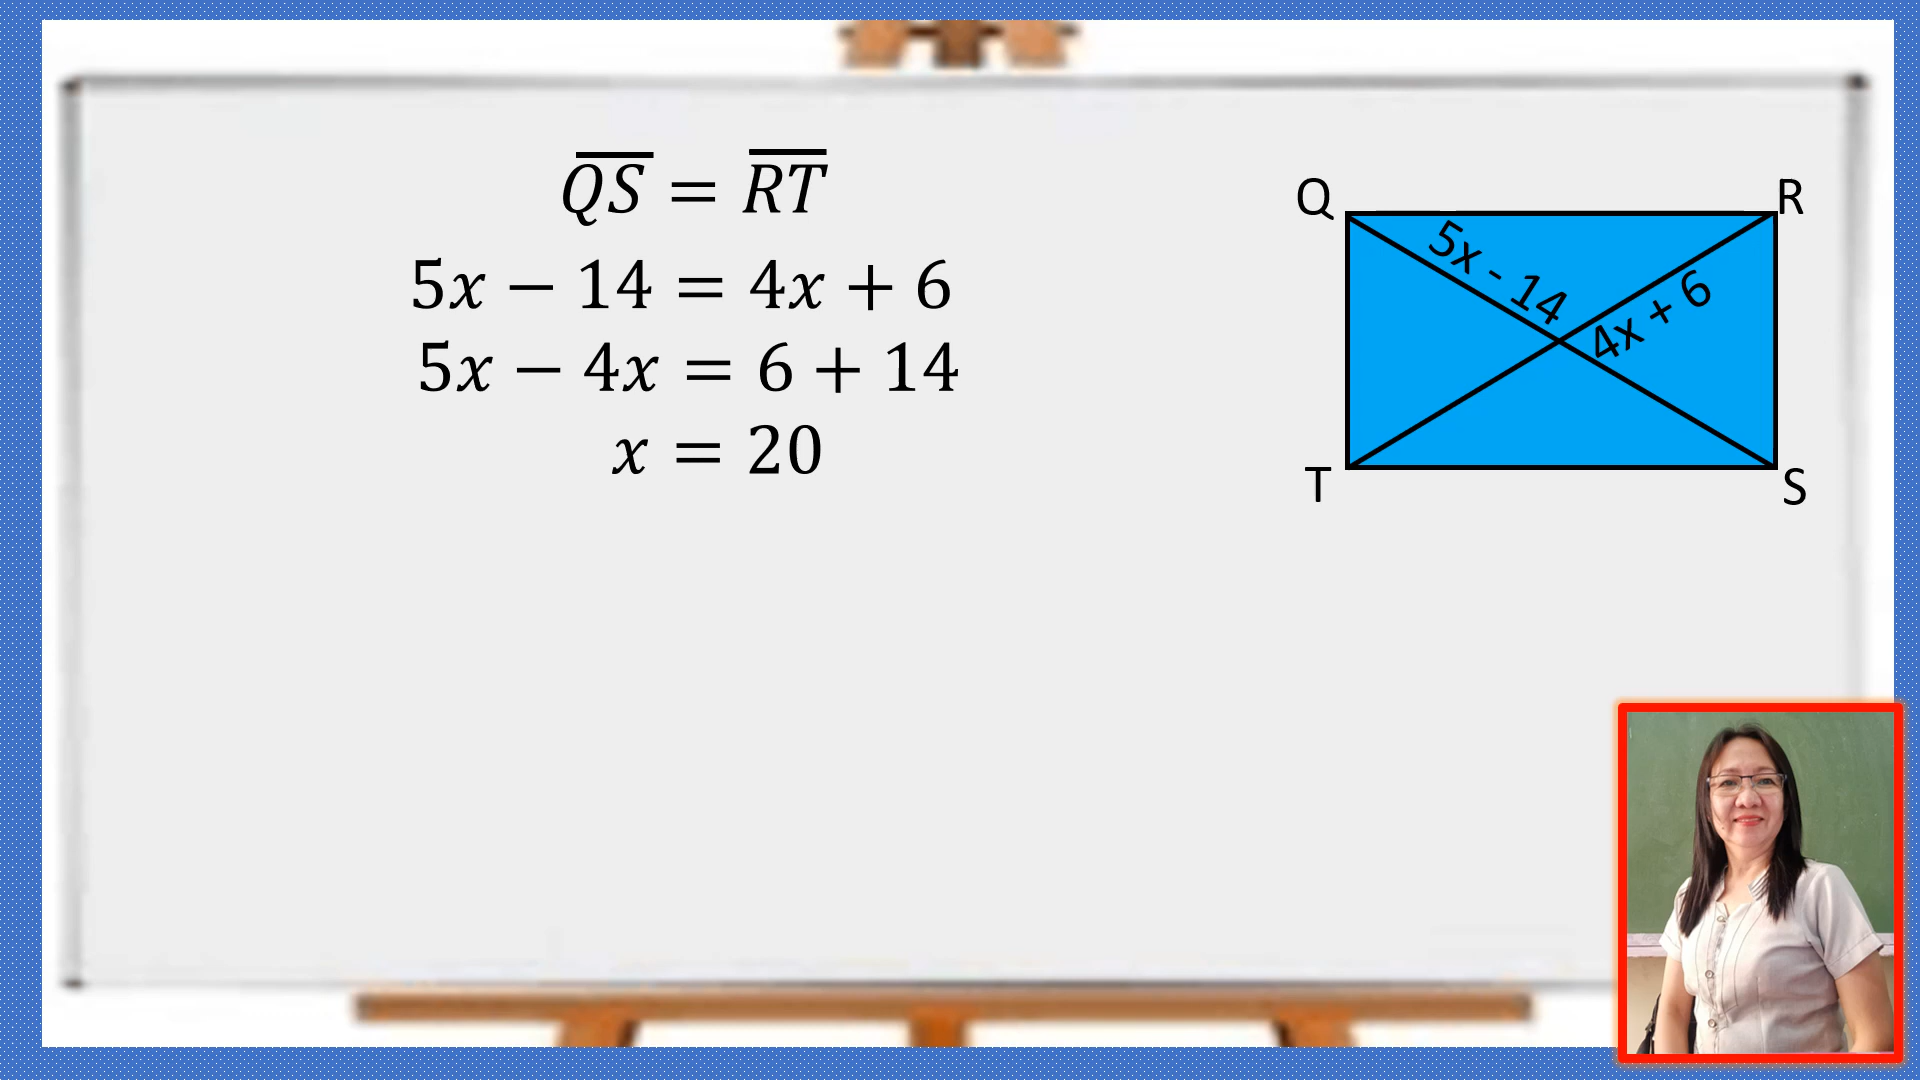 QS = RT
5x − 14 = 4x + 6
5x − 4x = 6 + 14
x = 20
Q
R
5x - 14
4x + 6
T
S